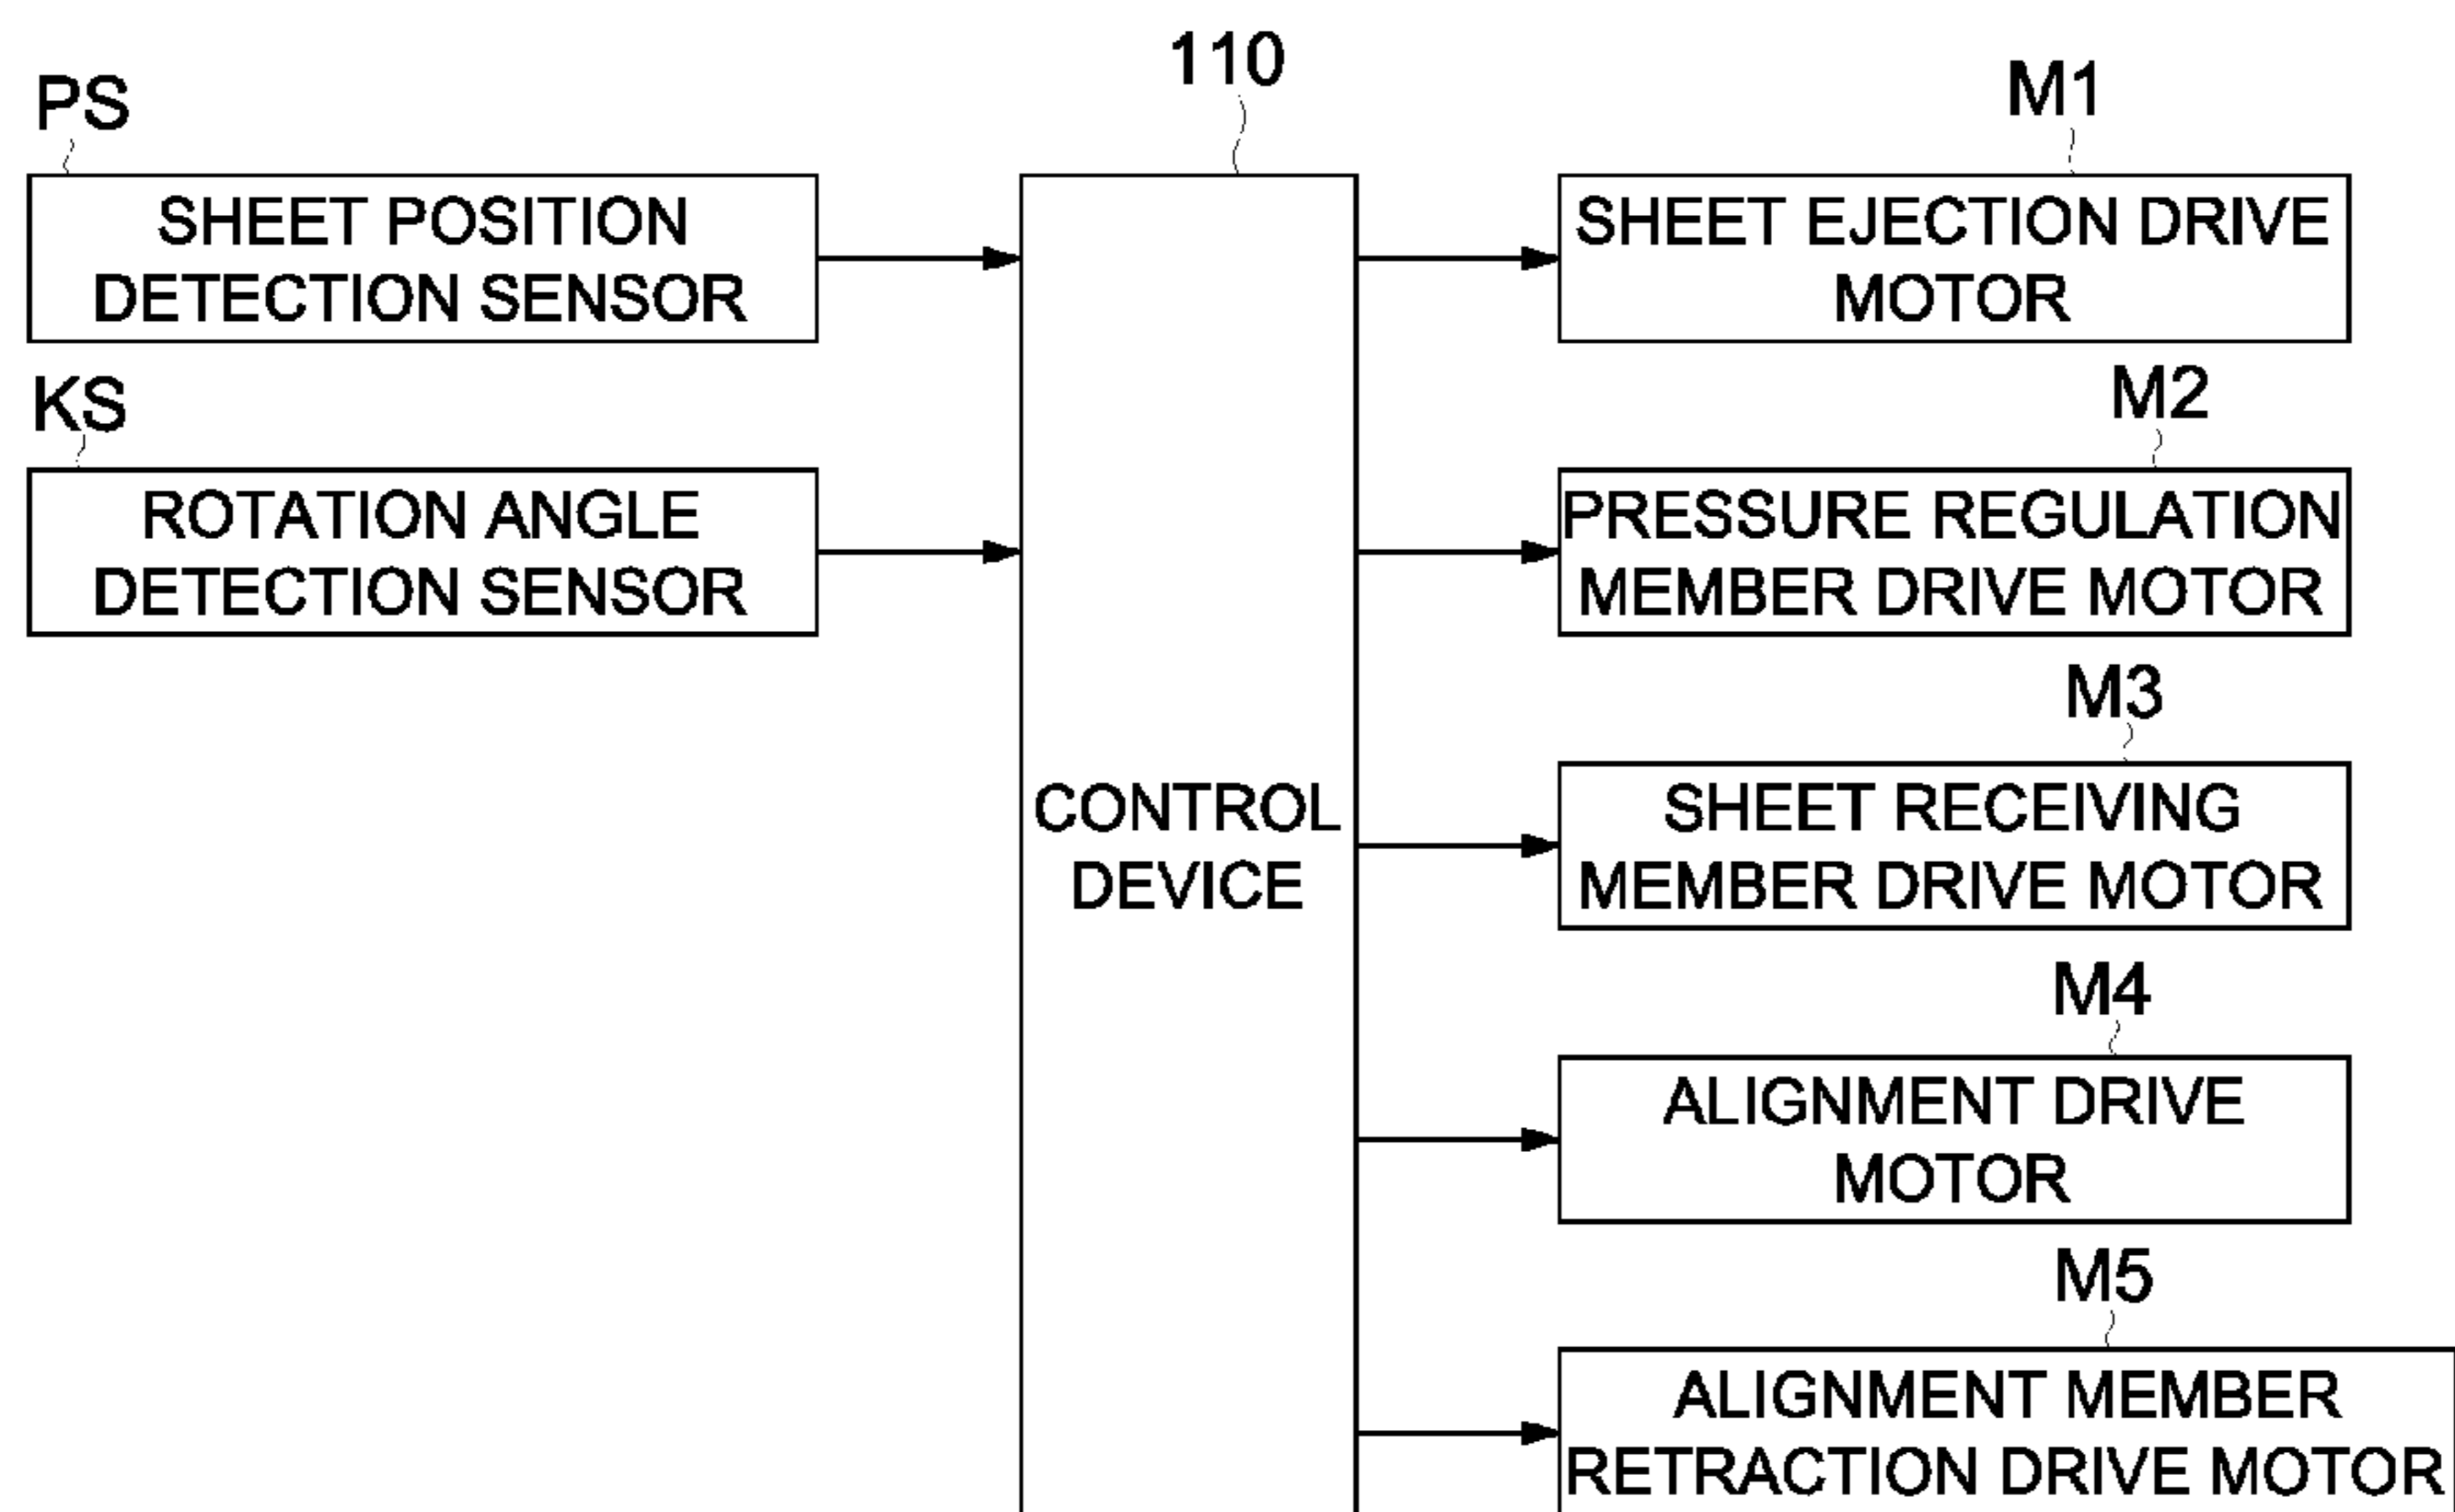 PS
SHEET POSITION
DETECTION SENSOR
KS
ROTATION ANGLE
DETECTION SENSOR
110
CONTROL
DEVICE
M1
SHEET EJECTION DRIVE
MOTOR
M2
PRESSURE REGULATION
MEMBER DRIVE MOTOR
M3
SHEET RECEIVING
MEMBER DRIVE MOTOR
M4
ALIGNMENT DRIVE
MOTOR
M5
ALIGNMENT MEMBER
RETRACTION DRIVE MOTOR